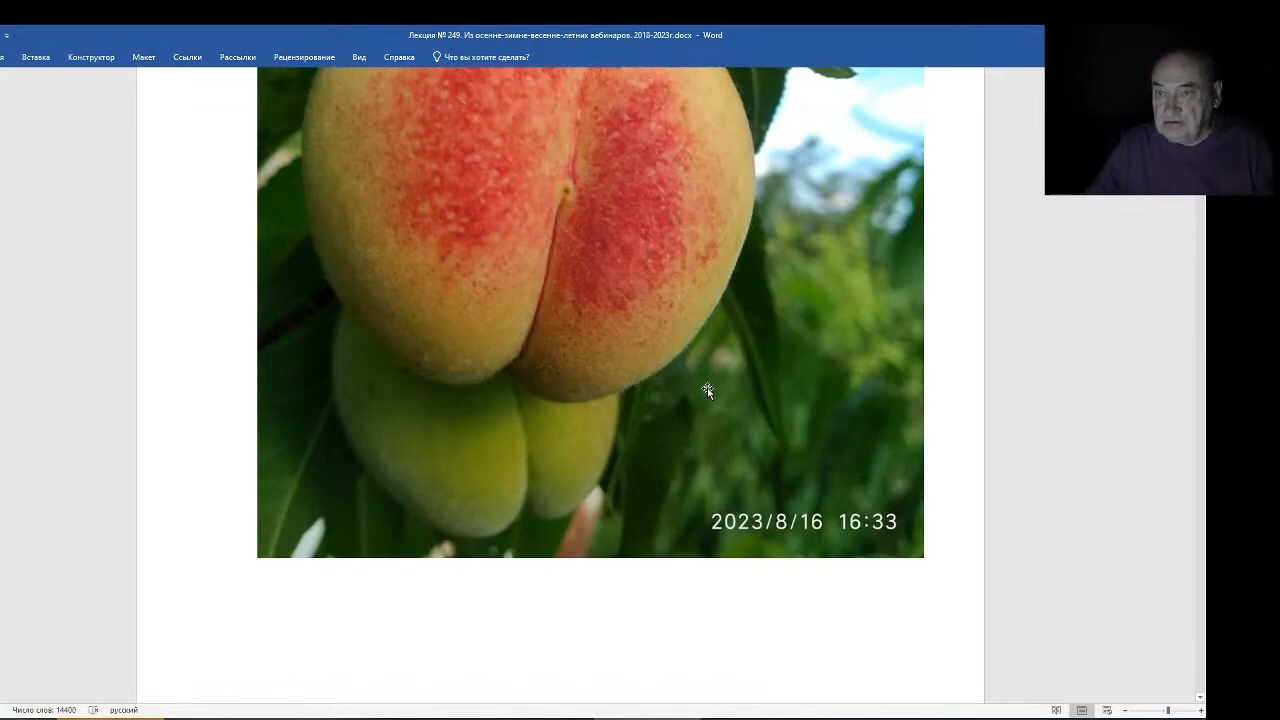 Лекция № 249. Из осенне-зимне-весенне-летних вебинаров. 2018-2023г.docx - Word
Вставка Конструктор Макет Ссылки Рассылки Рецензирование Вид Справка Что вы хотите сделать?
2023/8/16 16:33
Число слов: 14400 русский